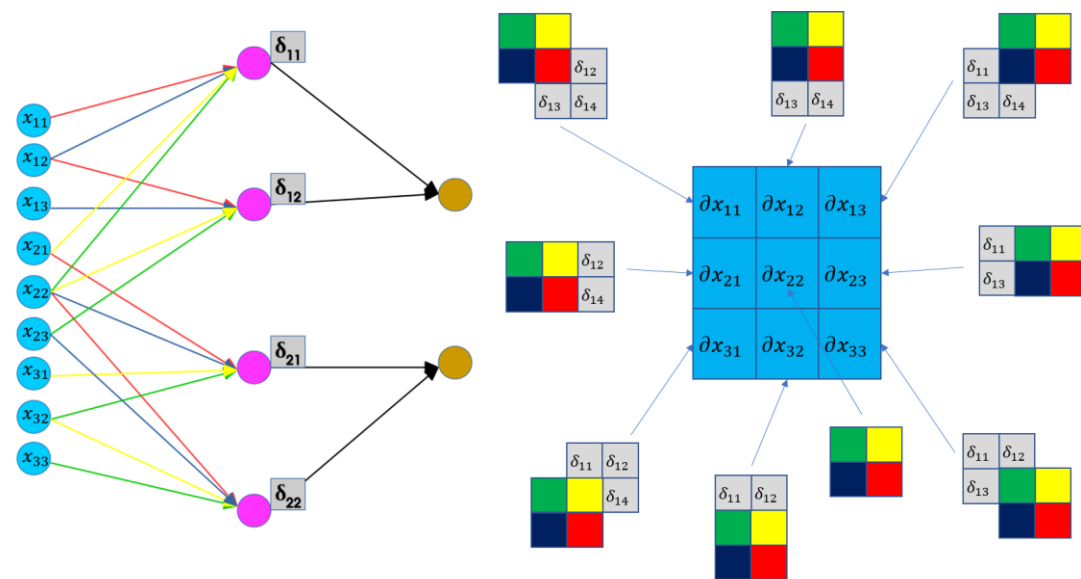 δ₁₁
x₁₁
x₁₂
x₁₃
δ₁₂
x₂₁
x₂₂
x₂₃
x₃₁
δ₂₁
x₃₂
x₃₃
δ₂₂
δ₁₂
δ₁₃ δ₁₄
δ₁₃ δ₁₄
δ₁₁
δ₁₃ δ₁₄
∂x₁₁ ∂x₁₂ ∂x₁₃
∂x₂₁ ∂x₂₂ ∂x₂₃
∂x₃₁ ∂x₃₂ ∂x₃₃
δ₁₂
δ₁₄
δ₁₁
δ₁₃
δ₁₁ δ₁₂
δ₁₄
δ₁₁ δ₁₂
δ₁₁ δ₁₂
δ₁₃